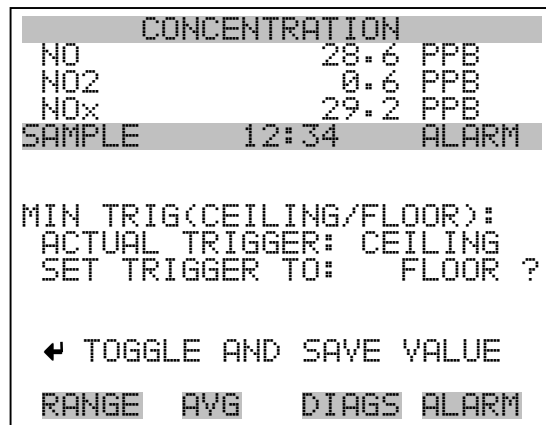 CONCENTRATION
NO 28.6 PPB
NO2 0.6 PPB
NOx 29.2 PPB
SAMPLE 12:34 ALARM
MIN TRIG(CEILING/FLOOR):
ACTUAL TRIGGER: CEILING
SET TRIGGER TO: FLOOR ?
↵ TOGGLE AND SAVE VALUE
RANGE AVG DIAGS ALARM